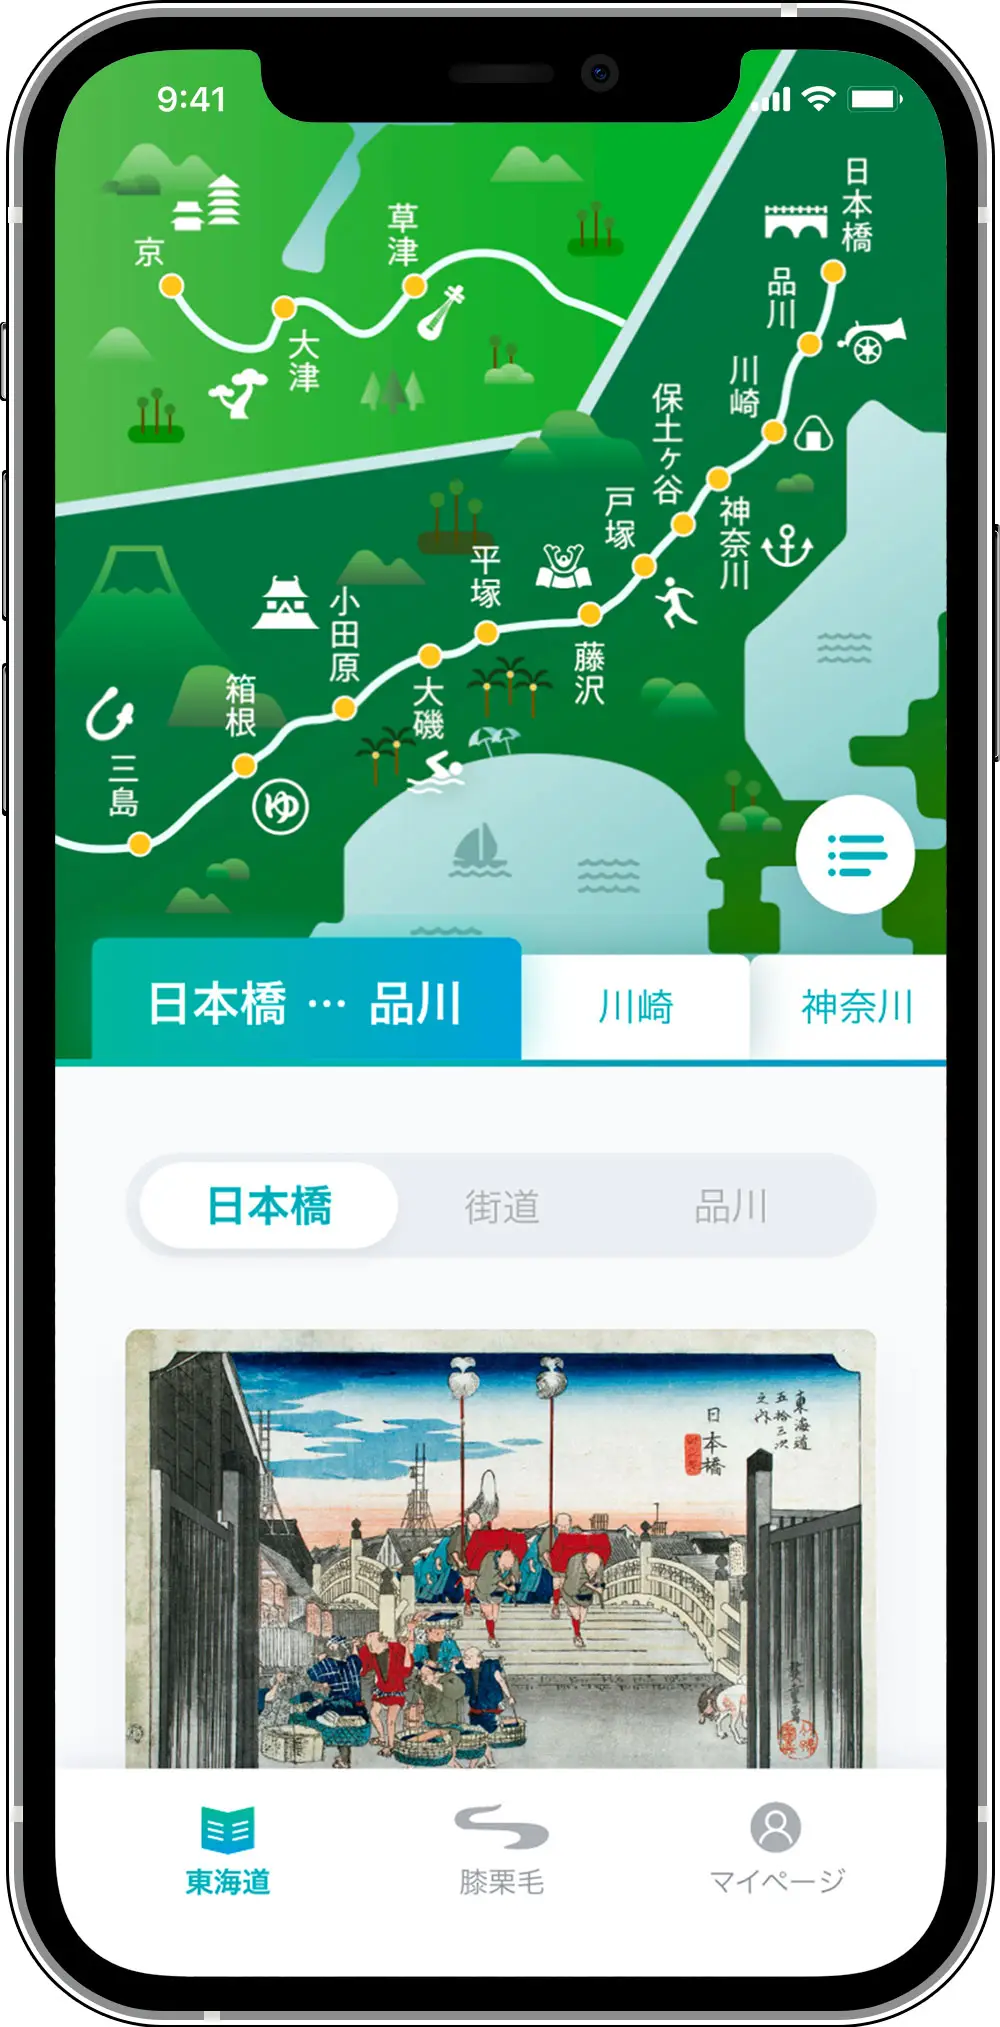 9:41
日本橋
品川
川崎
神奈川
保土ヶ谷
戸塚
藤沢
平塚
大磯
小田原
箱根
ゆ
三島
草津
大津
京
日本橋 … 品川
川崎
神奈川
日本橋
街道
品川
東海道
五拾三次
之内
日本橋
東海道
膝栗毛
マイページ